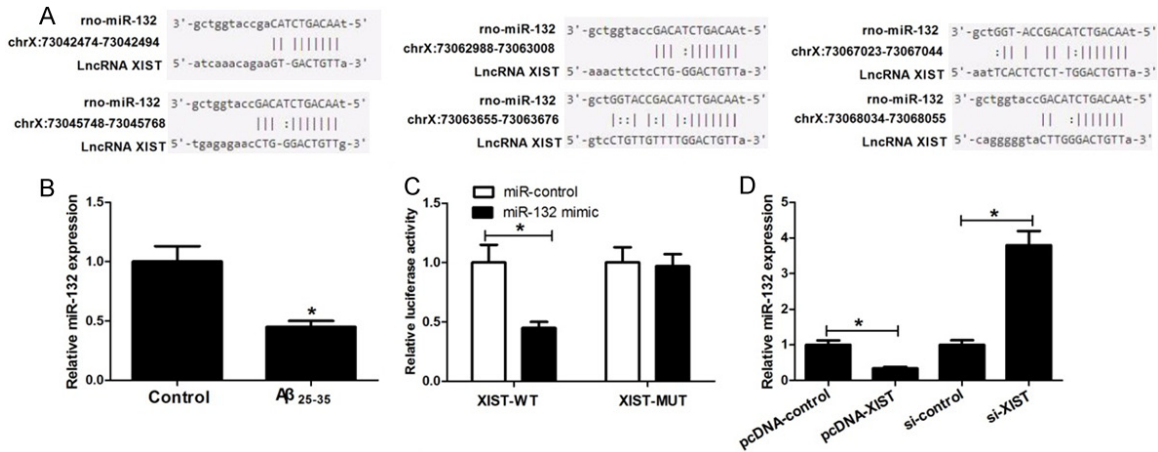 A
rno-miR-132 3'-gctggtaccgaCATCTGACAAt-5'
chrX:73042474-73042494 || |||||||
LncRNA XIST 5'-atcaaacagaaGT-GACTGTTa-3'
rno-miR-132 3'-gctggtaccGACATCTGACAAt-5'
chrX:73045748-73045768 ||| :|||||||
LncRNA XIST 5'-tgagagaacCTG-GGACTGTTg-3'
rno-miR-132 3'-gctggtaccGACATCTGACAAt-5'
chrX:73062988-73063008 ||| :|||||||
LncRNA XIST 5'-aaacttctcCTG-GGACTGTTa-3'
rno-miR-132 3'-gctGGTACCGACATCTGACAAt-5'
chrX:73063655-73063676 |::| |:| |:|||||||
LncRNA XIST 5'-gtcCTGTTGTTTTGGACTGTTa-3'
rno-miR-132 3'-gctGGT-ACCGACATCTGACAAt-5'
chrX:73067023-73067044 :|| | || |:|||||||
LncRNA XIST 5'-aatTCACTCTCT-TGGACTGTTa-3'
rno-miR-132 3'-gctggtaccGACATCTGACAAt-5'
chrX:73068034-73068055 || :|||||||
LncRNA XIST 5'-cagggggtaCTTGGGACTGTTa-3'
B
Relative miR-132 expression
1.5
1.0
0.5
0.0
*
Control Aβ 25-35
C
miR-control
miR-132 mimic
Relative luciferase activity
1.5
1.0
0.5
0.0
*
XIST-WT XIST-MUT
D
Relative miR-132 expression
5
4
3
2
1
0
*
*
pcDNA-control
pcDNA-XIST
si-control
si-XIST